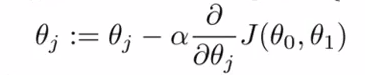 θ_j := θ_j − α ∂/∂θ_j J(θ_0, θ_1)